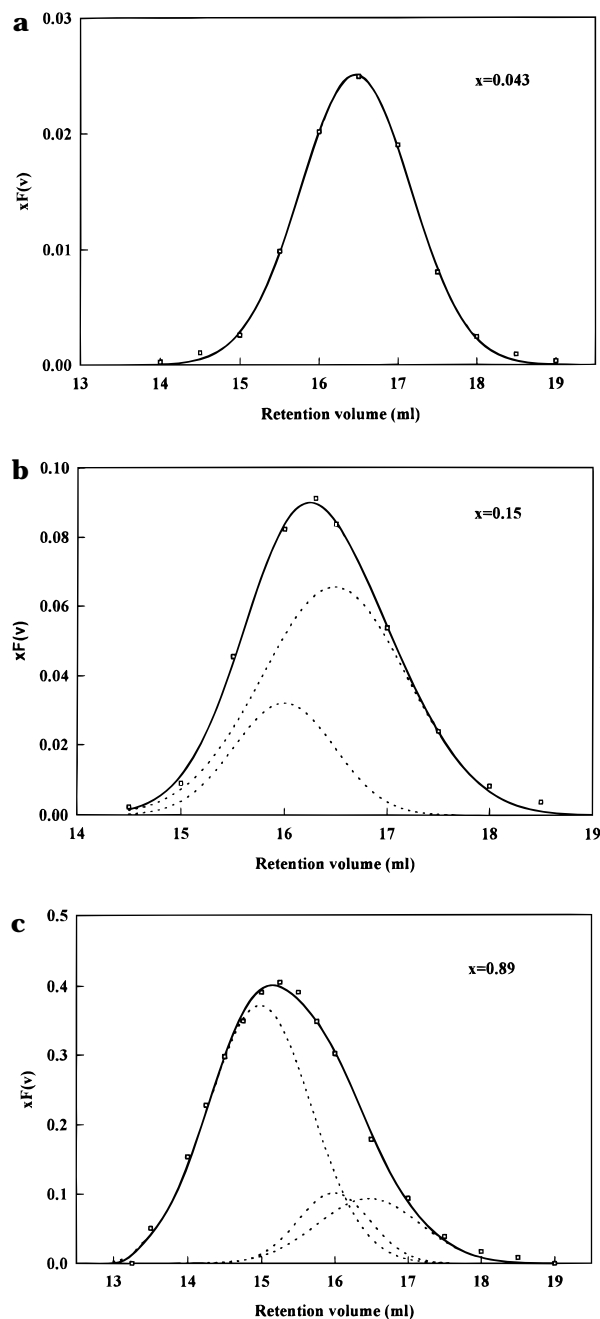 a
0.03
x=0.043
0.02
xF(v)
0.01
0.00
13 14 15 16 17 18 19
Retention volume (ml)
b
0.10
x=0.15
0.08
0.06
xF(v)
0.04
0.02
0.00
14 15 16 17 18 19
Retention volume (ml)
c
0.5
x=0.89
0.4
0.3
xF(v)
0.2
0.1
0.0
13 14 15 16 17 18 19
Retention volume (ml)